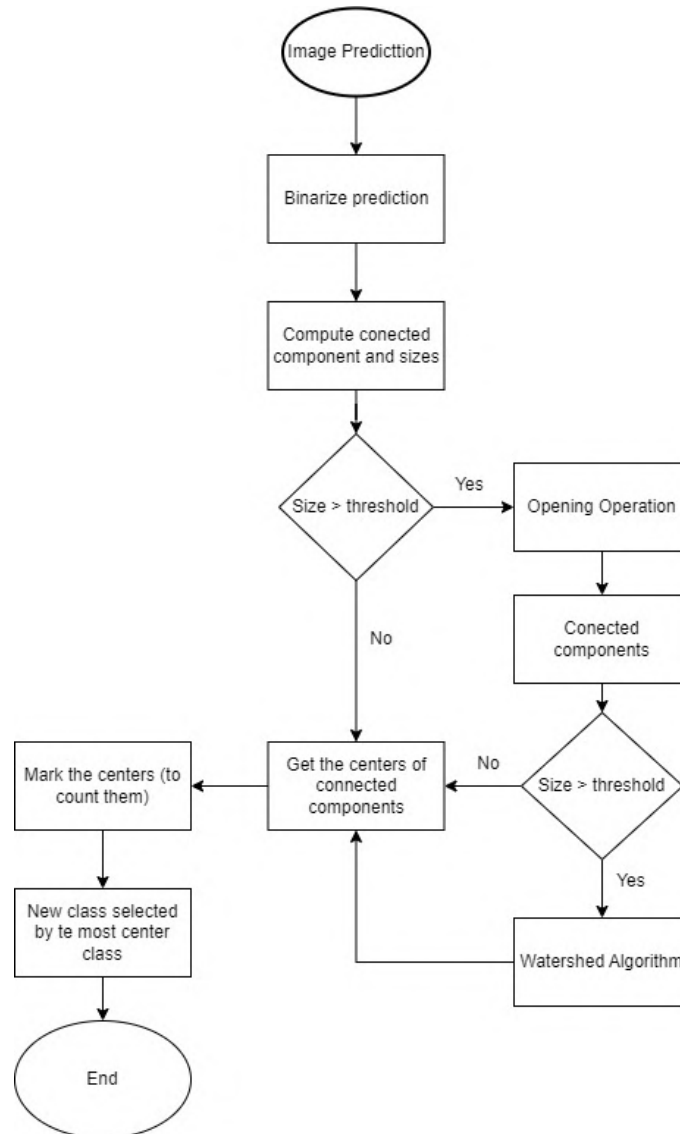 Image Predicttion
Binarize prediction
Compute conected
component and sizes
Size > threshold
Yes
Opening Operation
No
Conected
components
Size > threshold
No
Yes
Watershed Algorithm
Get the centers of
connected
components
Mark the centers (to
count them)
New class selected
by te most center
class
End